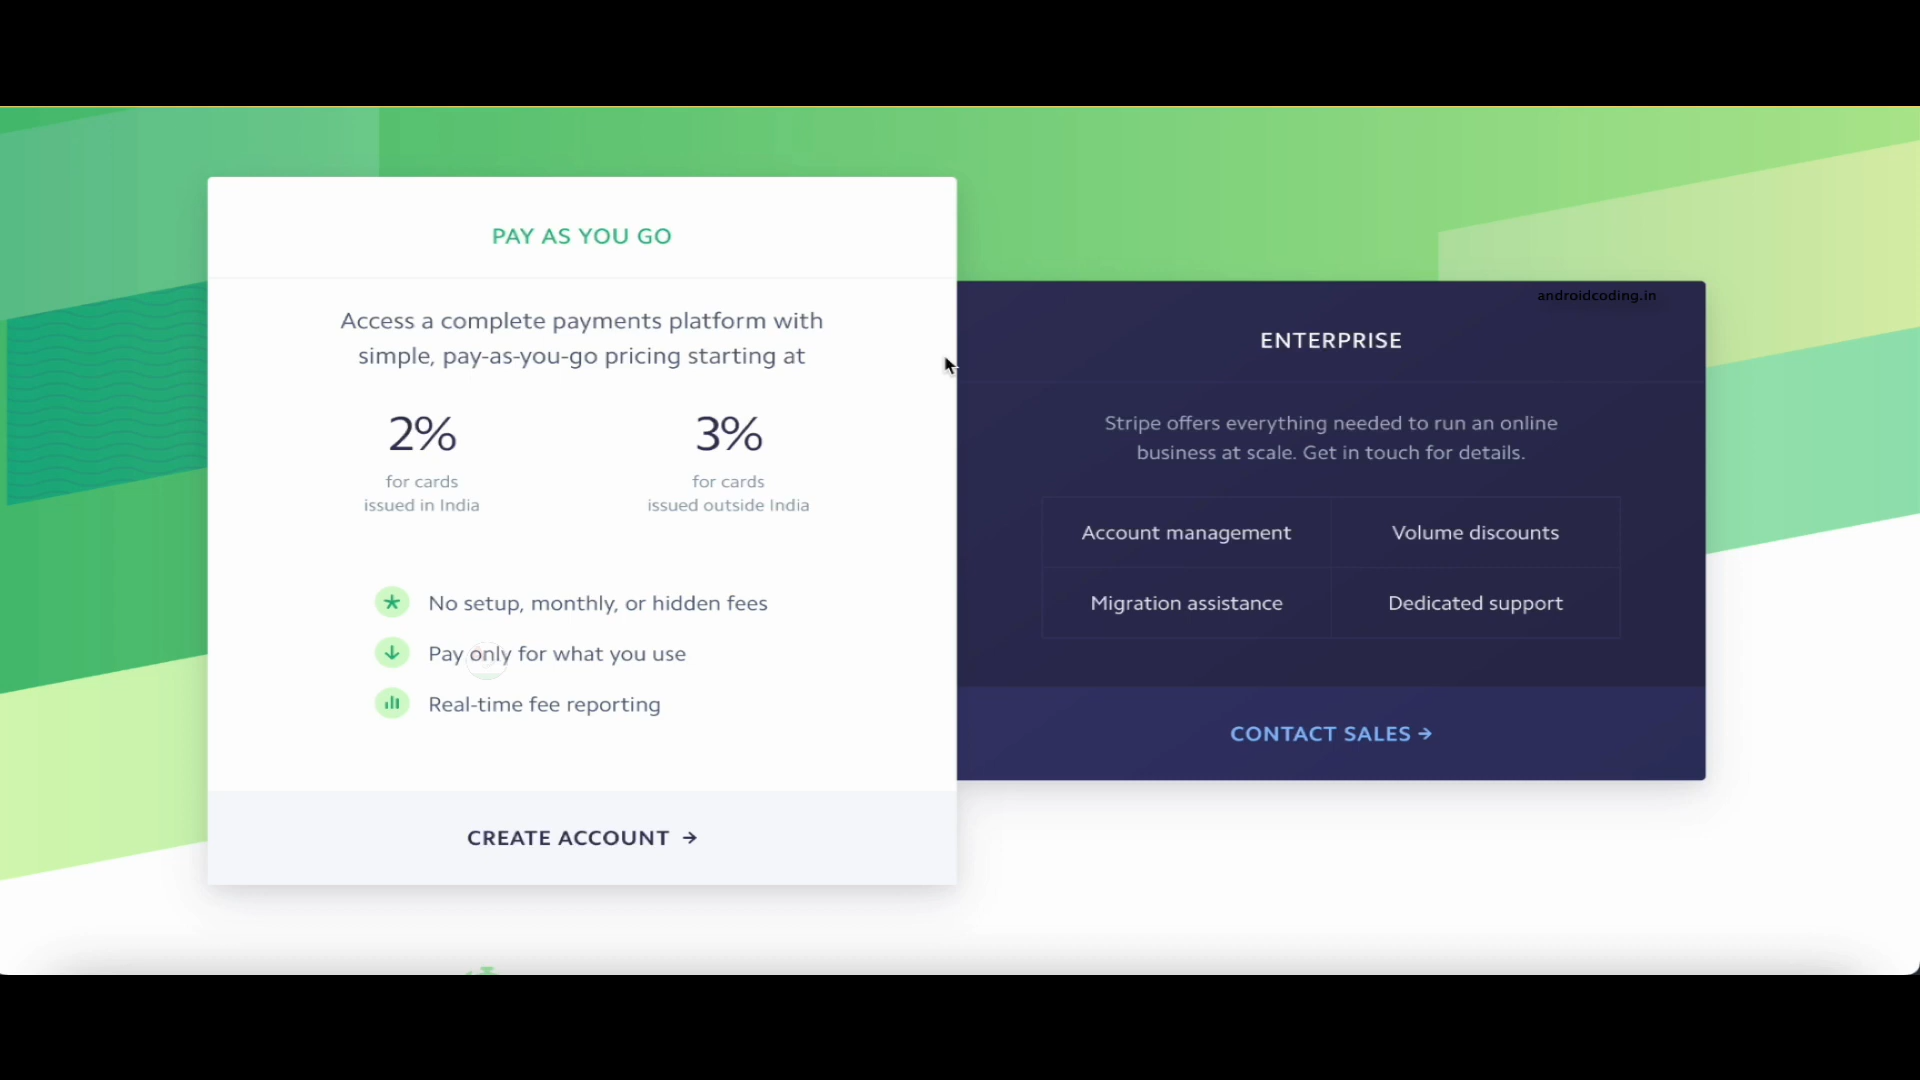 PAY AS YOU GO
Access a complete payments platform with
simple, pay-as-you-go pricing starting at
2%
for cards
issued in India
3%
for cards
issued outside India
No setup, monthly, or hidden fees
Pay only for what you use
Real-time fee reporting
CREATE ACCOUNT →
androidcoding.in
ENTERPRISE
Stripe offers everything needed to run an online
business at scale. Get in touch for details.
Account management
Volume discounts
Migration assistance
Dedicated support
CONTACT SALES →